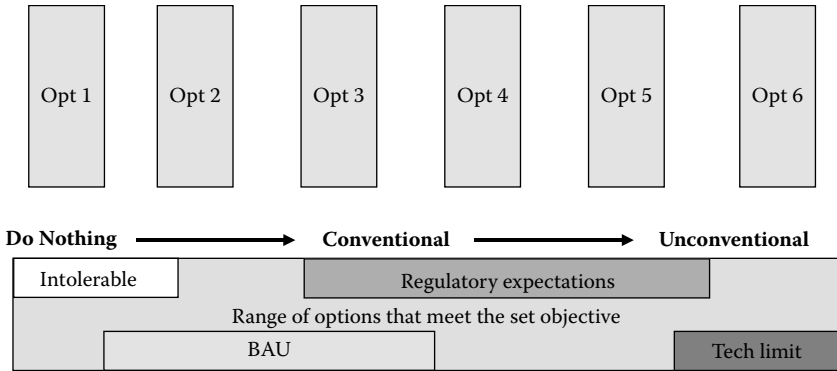 Opt 1 Opt 2 Opt 3 Opt 4 Opt 5 Opt 6
Do Nothing Conventional Unconventional
Intolerable Regulatory expectations
Range of options that meet the set objective
BAU Tech limit